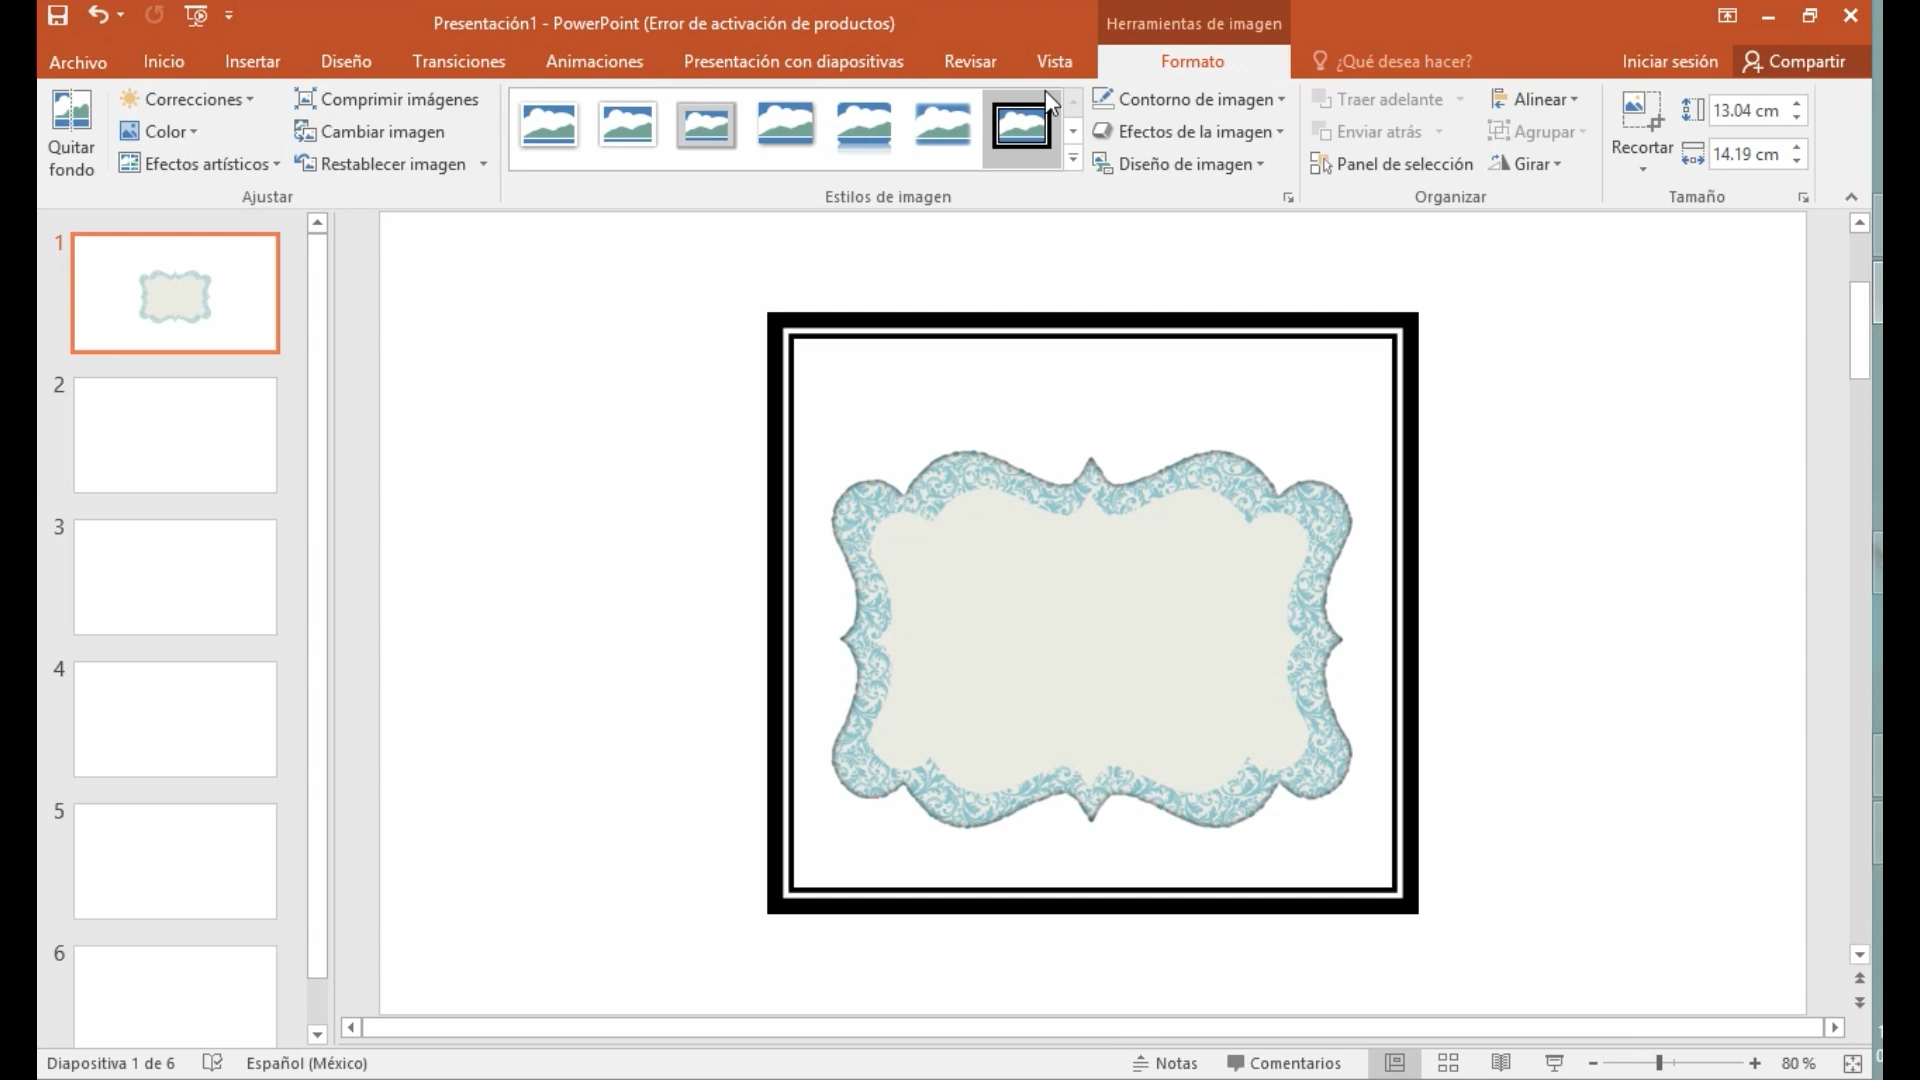 Presentación1 - PowerPoint (Error de activación de productos)
Herramientas de imagen
Archivo
Inicio
Insertar
Diseño
Transiciones
Animaciones
Presentación con diapositivas
Revisar
Vista
Formato
¿Qué desea hacer?
Iniciar sesión
Compartir
Quitar
fondo
Correcciones
Color
Efectos artísticos
Comprimir imágenes
Cambiar imagen
Restablecer imagen
Ajustar
Estilos de imagen
Contorno de imagen
Efectos de la imagen
Diseño de imagen
Traer adelante
Enviar atrás
Panel de selección
Alinear
Agrupar
Girar
Organizar
Recortar
13.04 cm
14.19 cm
Tamaño
1
2
3
4
5
6
Diapositiva 1 de 6
Español (México)
Notas
Comentarios
80 %